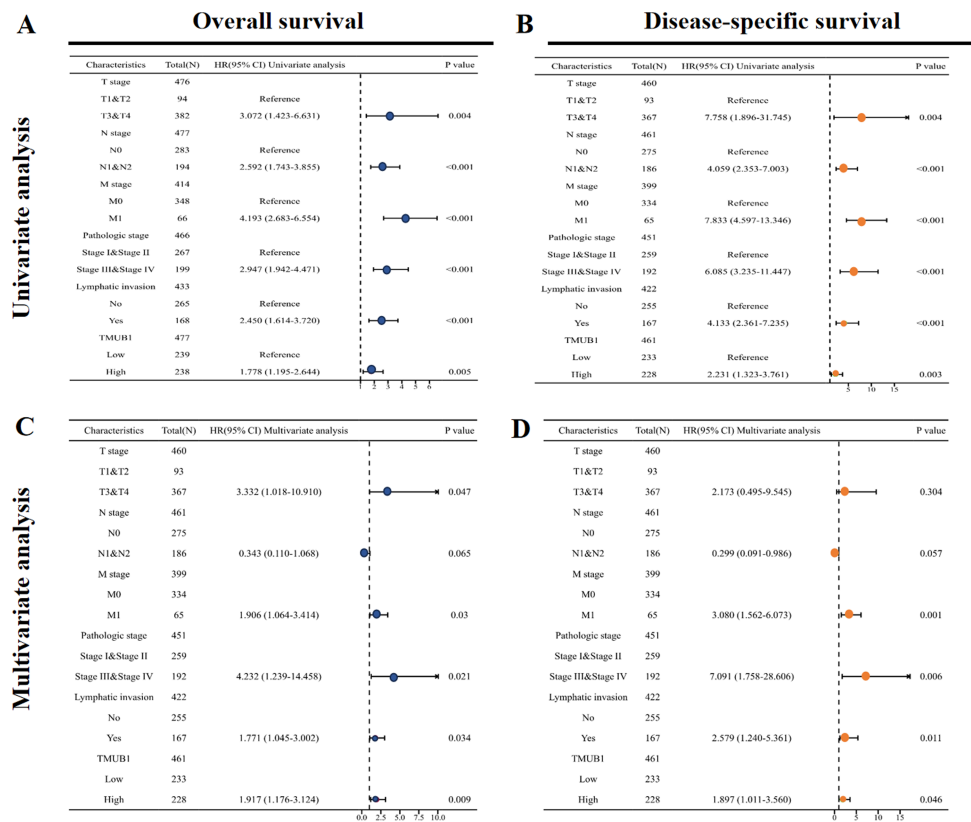 A
Overall survival
Characteristics Total(N) HR(95% CI) Univariate analysis P value
T stage 476
T1&T2 94 Reference
T3&T4 382 3.072 (1.423-6.631) 0.004
N stage 477
N0 283 Reference
N1&N2 194 2.592 (1.743-3.855) <0.001
M stage 414
M0 348 Reference
M1 66 4.193 (2.683-6.554) <0.001
Pathologic stage 466
Stage I&Stage II 267 Reference
Stage III&Stage IV 199 2.947 (1.942-4.471) <0.001
Lymphatic invasion 433
No 265 Reference
Yes 168 2.450 (1.614-3.720) <0.001
TMUB1 477
Low 239 Reference
High 238 1.778 (1.195-2.644) 0.005
1 2 3 4 5 6
B
Disease-specific survival
Characteristics Total(N) HR(95% CI) Univariate analysis P value
T stage 460
T1&T2 93 Reference
T3&T4 367 7.758 (1.896-31.745) 0.004
N stage 461
N0 275 Reference
N1&N2 186 4.059 (2.353-7.003) <0.001
M stage 399
M0 334 Reference
M1 65 7.833 (4.597-13.346) <0.001
Pathologic stage 451
Stage I&Stage II 259 Reference
Stage III&Stage IV 192 6.085 (3.235-11.447) <0.001
Lymphatic invasion 422
No 255 Reference
Yes 167 4.133 (2.361-7.235) <0.001
TMUB1 461
Low 233 Reference
High 228 2.231 (1.323-3.761) 0.003
5 10 15
Univariate analysis
C
Characteristics Total(N) HR(95% CI) Multivariate analysis P value
T stage 460
T1&T2 93
T3&T4 367 3.332 (1.018-10.910) 0.047
N stage 461
N0 275
N1&N2 186 0.343 (0.110-1.068) 0.065
M stage 399
M0 334
M1 65 1.906 (1.064-3.414) 0.03
Pathologic stage 451
Stage I&Stage II 259
Stage III&Stage IV 192 4.232 (1.239-14.458) 0.021
Lymphatic invasion 422
No 255
Yes 167 1.771 (1.045-3.002) 0.034
TMUB1 461
Low 233
High 228 1.917 (1.176-3.124) 0.009
0.0 2.5 5.0 7.5 10.0
D
Characteristics Total(N) HR(95% CI) Multivariate analysis P value
T stage 460
T1&T2 93
T3&T4 367 2.173 (0.495-9.545) 0.304
N stage 461
N0 275
N1&N2 186 0.299 (0.091-0.986) 0.057
M stage 399
M0 334
M1 65 3.080 (1.562-6.073) 0.001
Pathologic stage 451
Stage I&Stage II 259
Stage III&Stage IV 192 7.091 (1.758-28.606) 0.006
Lymphatic invasion 422
No 255
Yes 167 2.579 (1.240-5.361) 0.011
TMUB1 461
Low 233
High 228 1.897 (1.011-3.560) 0.046
0 5 10 15
Multivariate analysis